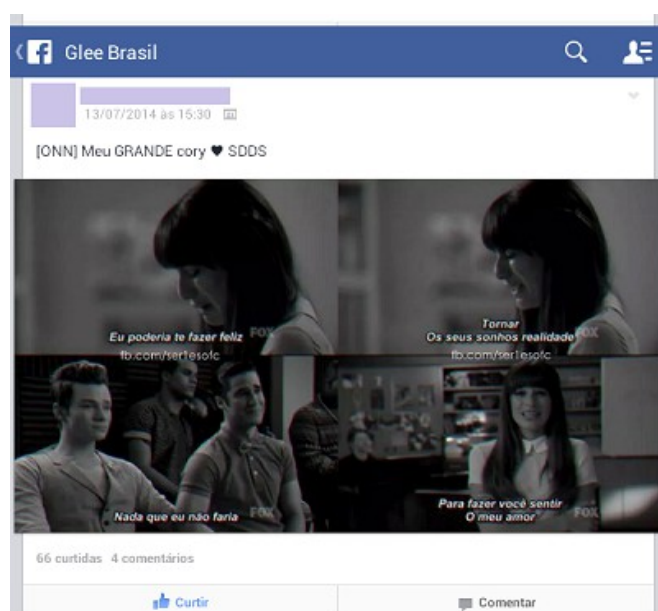 Glee Brasil
13/07/2014 às 15:30
[ONN] Meu GRANDE cory ♥ SDDS
Eu poderia te fazer feliz FOX
fb.com/ser1esofc
Tornar
Os seus sonhos realidade FOX
fb.com/ser1esofc
Nada que eu não faria FOX
Para fazer você sentir
O meu amor FOX
66 curtidas 4 comentários
Curtir
Comentar